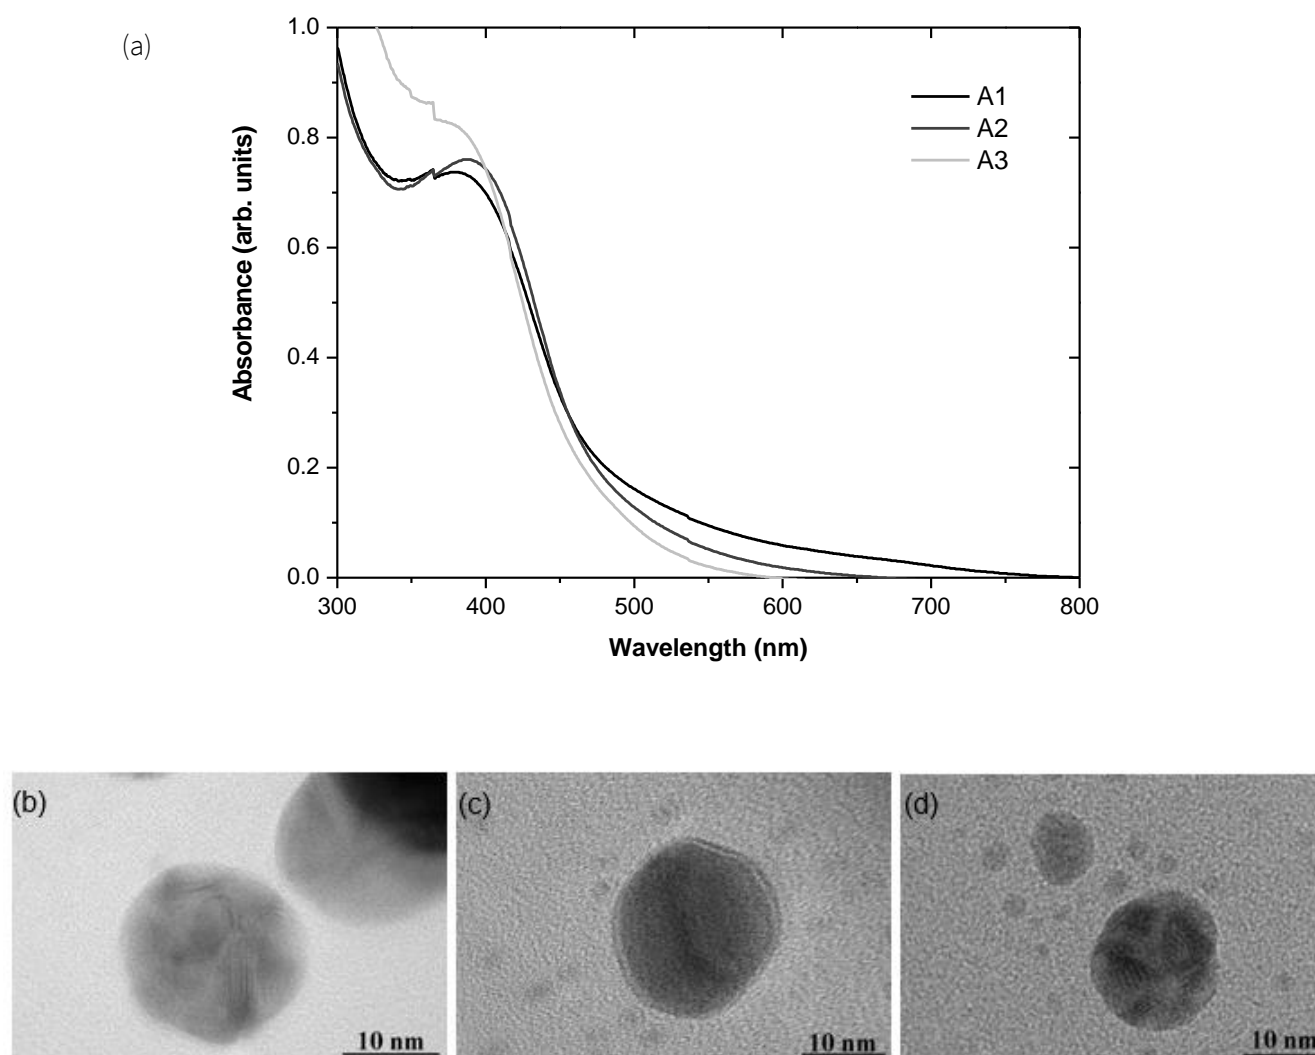 (a)
1.0
0.8
0.6
0.4
0.2
0.0
Absorbance (arb. units)
A1
A2
A3
300 400 500 600 700 800
Wavelength (nm)
(b) (c) (d)
10 nm 10 nm 10 nm